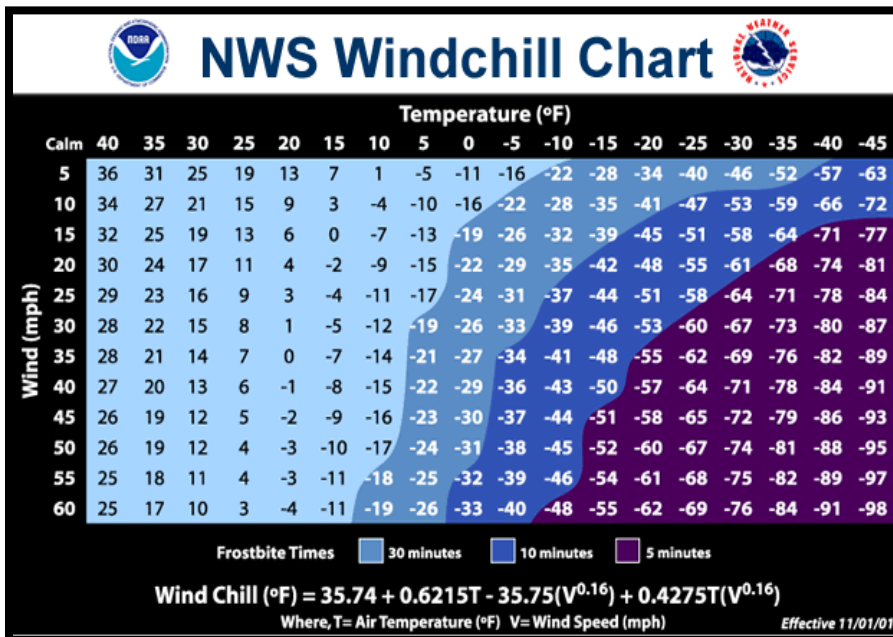 NOAA
NWS Windchill Chart
NATIONAL WEATHER SERVICE
Temperature (ºF)
Calm 40 35 30 25 20 15 10 5 0 -5 -10 -15 -20 -25 -30 -35 -40 -45
5 36 31 25 19 13 7 1 -5 -11 -16 -22 -28 -34 -40 -46 -52 -57 -63
10 34 27 21 15 9 3 -4 -10 -16 -22 -28 -35 -41 -47 -53 -59 -66 -72
15 32 25 19 13 6 0 -7 -13 -19 -26 -32 -39 -45 -51 -58 -64 -71 -77
20 30 24 17 11 4 -2 -9 -15 -22 -29 -35 -42 -48 -55 -61 -68 -74 -81
25 29 23 16 9 3 -4 -11 -17 -24 -31 -37 -44 -51 -58 -64 -71 -78 -84
30 28 22 15 8 1 -5 -12 -19 -26 -33 -39 -46 -53 -60 -67 -73 -80 -87
35 28 21 14 7 0 -7 -14 -21 -27 -34 -41 -48 -55 -62 -69 -76 -82 -89
40 27 20 13 6 -1 -8 -15 -22 -29 -36 -43 -50 -57 -64 -71 -78 -84 -91
45 26 19 12 5 -2 -9 -16 -23 -30 -37 -44 -51 -58 -65 -72 -79 -86 -93
50 26 19 12 4 -3 -10 -17 -24 -31 -38 -45 -52 -60 -67 -74 -81 -88 -95
55 25 18 11 4 -3 -11 -18 -25 -32 -39 -46 -54 -61 -68 -75 -82 -89 -97
60 25 17 10 3 -4 -11 -19 -26 -33 -40 -48 -55 -62 -69 -76 -84 -91 -98
Wind (mph)
Frostbite Times 30 minutes 10 minutes 5 minutes
Wind Chill (ºF) = 35.74 + 0.6215T - 35.75(V^0.16) + 0.4275T(V^0.16)
Where, T= Air Temperature (ºF) V= Wind Speed (mph) Effective 11/01/01